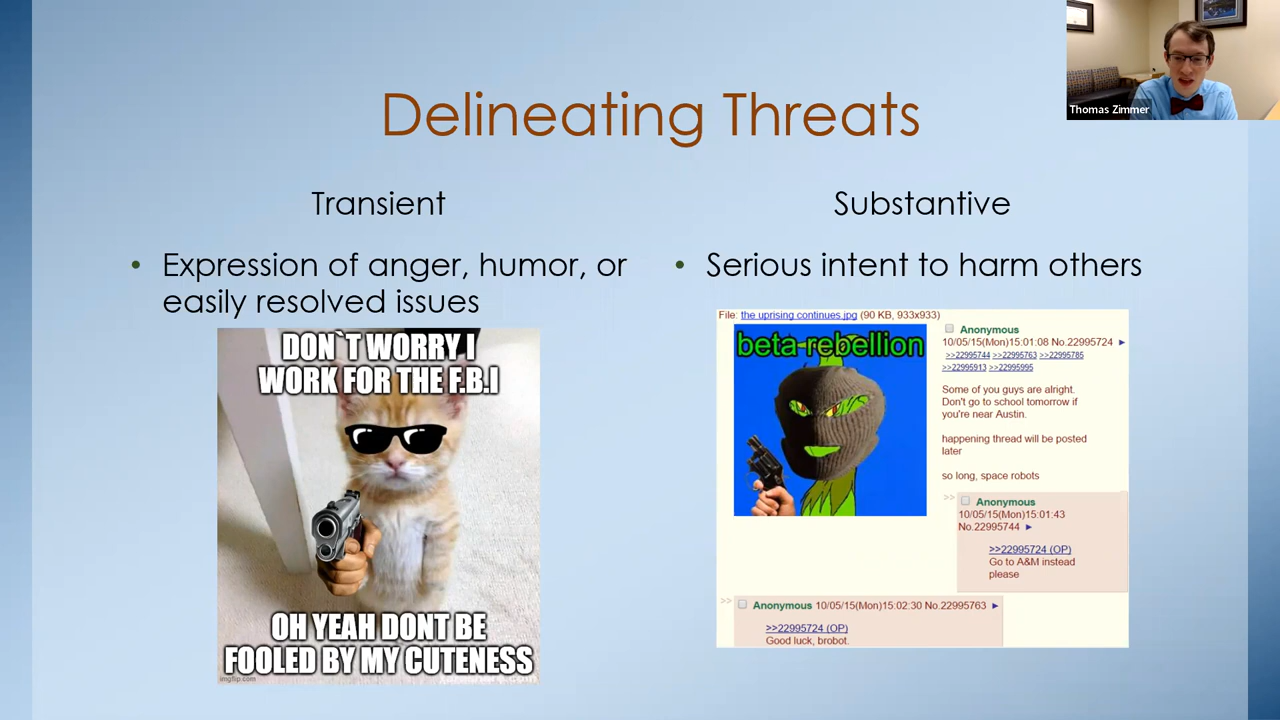 Thomas Zimmer
Delineating Threats
Transient
• Expression of anger, humor, or
easily resolved issues
DON`T WORRY I
WORK FOR THE F.B.I
OH YEAH DONT BE
FOOLED BY MY CUTENESS
imgflip.com
Substantive
• Serious intent to harm others
File: the uprising continues.jpg (90 KB, 933x933)
beta-rebellion
Anonymous
10/05/15(Mon)15:01:08 No.22995724 ►
>>22995744 >>22995763 >>22995785
>>22995913 >>22995995
Some of you guys are alright.
Don't go to school tomorrow if
you're near Austin.
happening thread will be posted
later
so long, space robots
>> Anonymous
10/05/15(Mon)15:01:43
No.22995744 ►
>>22995724 (OP)
Go to A&M instead
please
>> Anonymous 10/05/15(Mon)15:02:30 No.22995763 ►
>>22995724 (OP)
Good luck, brobot.